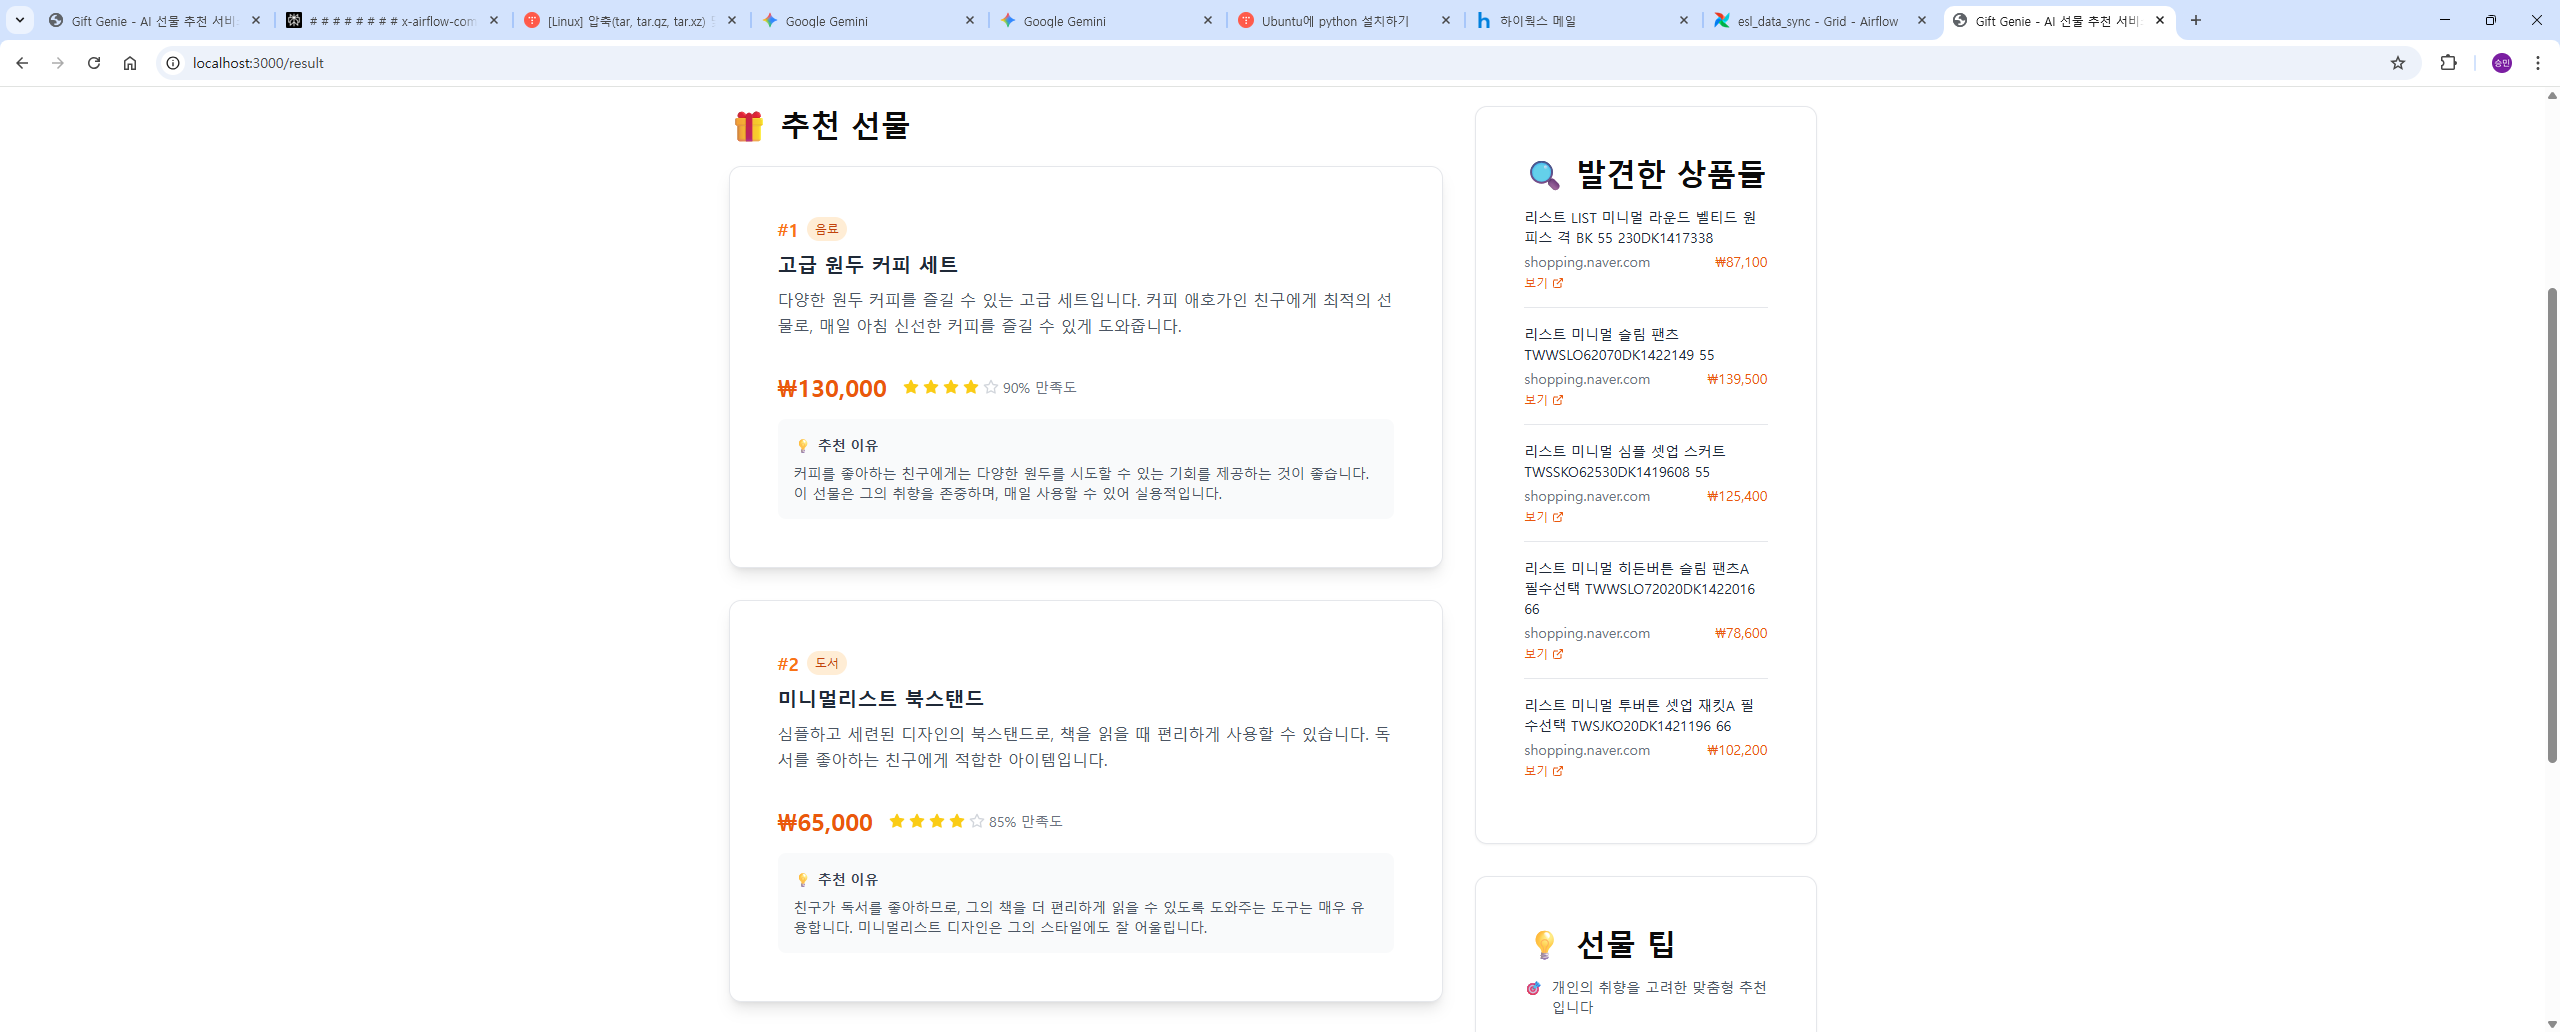 Gift Genie - AI 선물 추천 서비
# # # # # # # # x-airflow-com
[Linux] 압축(tar, tar.gz, tar.xz)
Google Gemini
Google Gemini
Ubuntu에 python 설치하기
하이웍스 메일
esl_data_sync - Grid - Airflow
Gift Genie - AI 선물 추천 서비
localhost:3000/result
승민
추천 선물
#1 음료
고급 원두 커피 세트
다양한 원두 커피를 즐길 수 있는 고급 세트입니다. 커피 애호가인 친구에게 최적의 선
물로, 매일 아침 신선한 커피를 즐길 수 있게 도와줍니다.
₩130,000 90% 만족도
추천 이유
커피를 좋아하는 친구에게는 다양한 원두를 시도할 수 있는 기회를 제공하는 것이 좋습니다.
이 선물은 그의 취향을 존중하며, 매일 사용할 수 있어 실용적입니다.
#2 도서
미니멀리스트 북스탠드
심플하고 세련된 디자인의 북스탠드로, 책을 읽을 때 편리하게 사용할 수 있습니다. 독
서를 좋아하는 친구에게 적합한 아이템입니다.
₩65,000 85% 만족도
추천 이유
친구가 독서를 좋아하므로, 그의 책을 더 편리하게 읽을 수 있도록 도와주는 도구는 매우 유
용합니다. 미니멀리스트 디자인은 그의 스타일에도 잘 어울립니다.
발견한 상품들
리스트 LIST 미니멀 라운드 벨티드 원
피스 격 BK 55 230DK1417338
shopping.naver.com ₩87,100
보기
리스트 미니멀 슬림 팬츠
TWWSLO62070DK1422149 55
shopping.naver.com ₩139,500
보기
리스트 미니멀 심플 셋업 스커트
TWSSKO62530DK1419608 55
shopping.naver.com ₩125,400
보기
리스트 미니멀 히든버튼 슬림 팬츠A
필수선택 TWWSLO72020DK1422016
66
shopping.naver.com ₩78,600
보기
리스트 미니멀 투버튼 셋업 재킷A 필
수선택 TWSJKO20DK1421196 66
shopping.naver.com ₩102,200
보기
선물 팁
개인의 취향을 고려한 맞춤형 추천
입니다